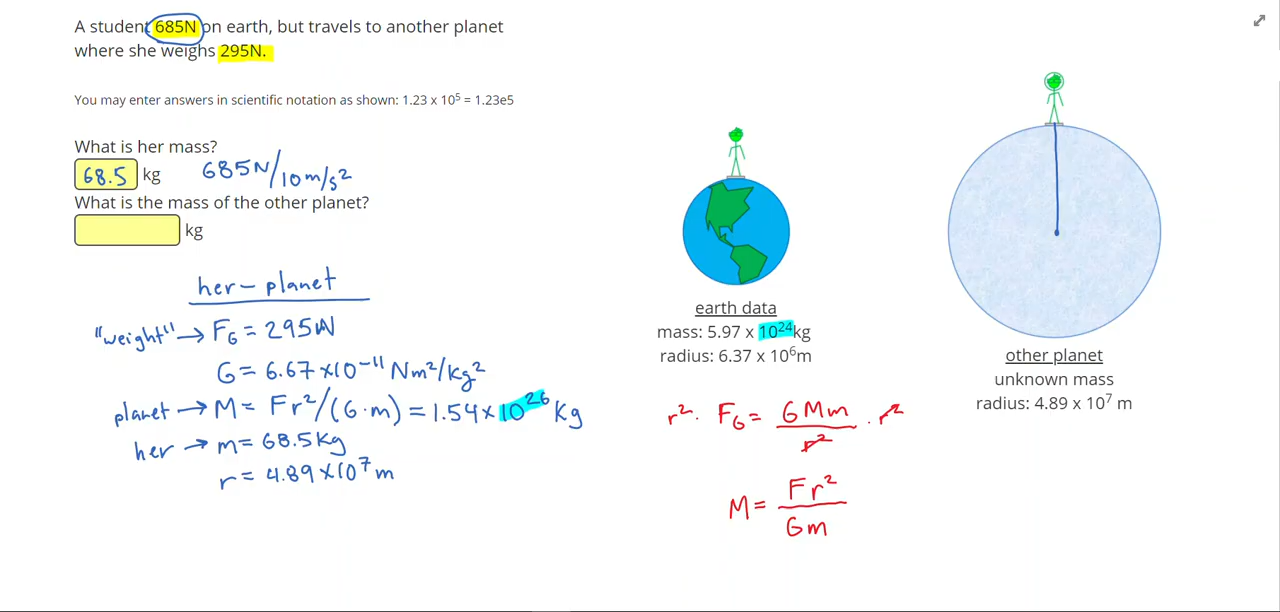 A student 685N on earth, but travels to another planet
where she weighs 295N.
You may enter answers in scientific notation as shown: 1.23 x 10⁵ = 1.23e5
What is her mass?
68.5 kg 685N/10m/s²
What is the mass of the other planet?
kg
her - planet
"weight" → F_G = 295N
G = 6.67 x10⁻¹¹ Nm²/kg²
planet → M = Fr²/(G·m) = 1.54 x 10²⁶ Kg
her → m = 68.5kg
r = 4.89 x10⁷ m
earth data
mass: 5.97 x 10²⁴kg
radius: 6.37 x 10⁶m
r² · F_G = GMm/r² · r²
M = Fr²/Gm
other planet
unknown mass
radius: 4.89 x 10⁷ m